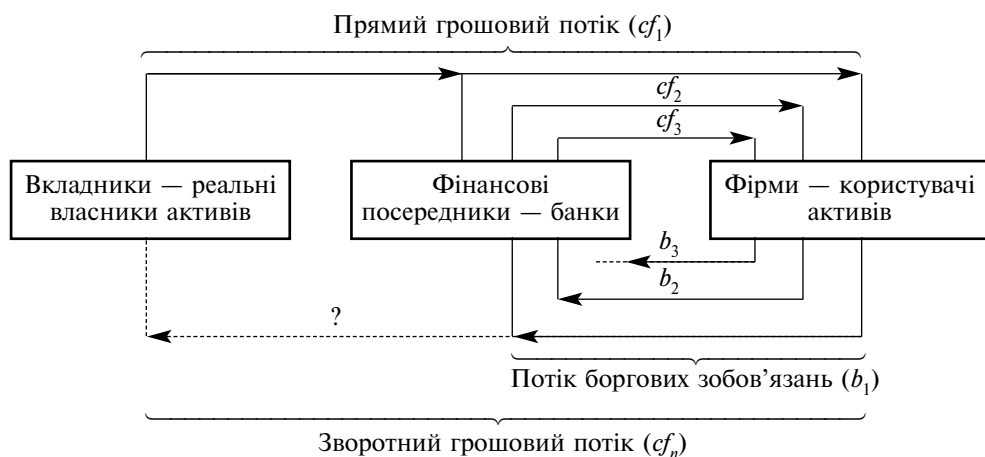 Прямий грошовий потік (cf₁)
cf₂
cf₃
Вкладники — реальні
власники активів
Фінансові
посередники — банки
Фірми — користувачі
активів
b₃
b₂
?
Потік боргових зобов'язань (b₁)
Зворотний грошовий потік (cfₙ)